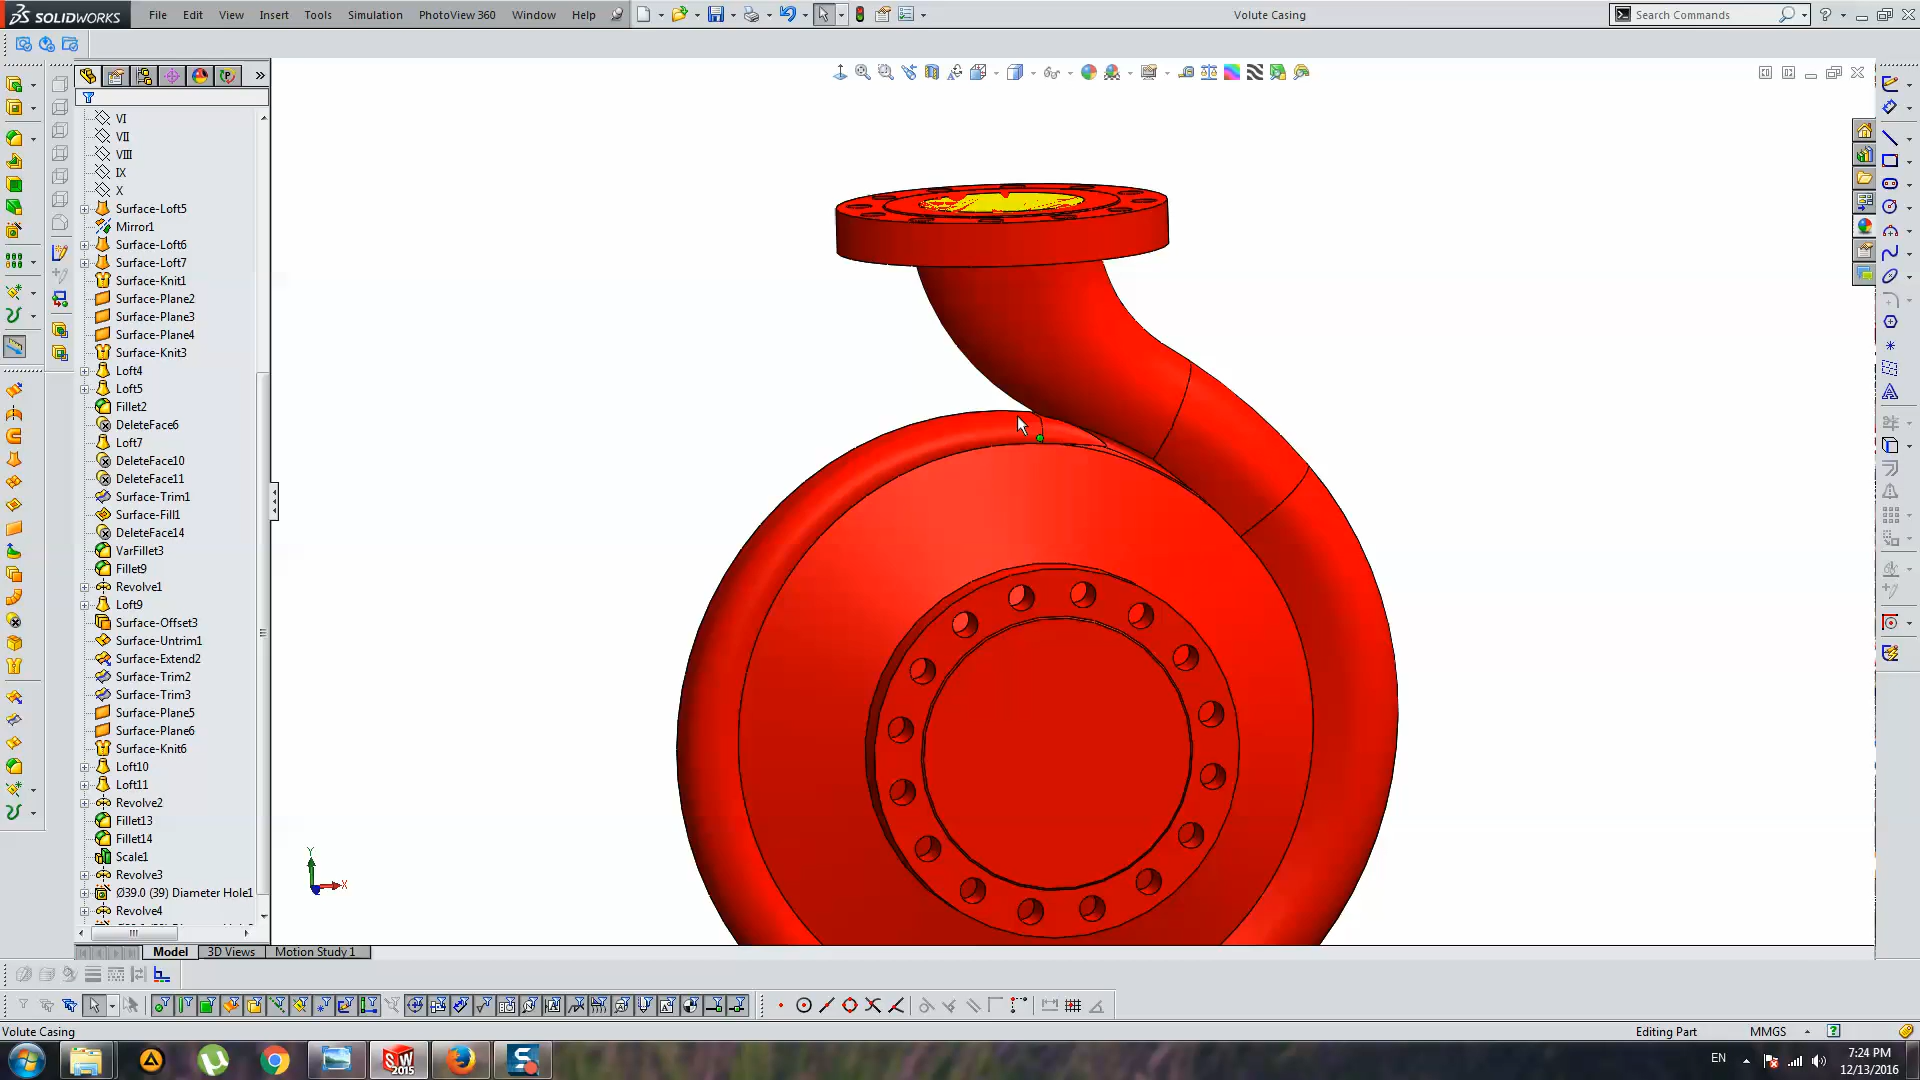 SOLIDWORKS
File Edit View Insert Tools Simulation PhotoView 360 Window Help
Volute Casing
Search Commands
VI
VII
VIII
IX
X
Surface-Loft5
Mirror1
Surface-Loft6
Surface-Loft7
Surface-Knit1
Surface-Plane2
Surface-Plane3
Surface-Plane4
Surface-Knit3
Loft4
Loft5
Fillet2
DeleteFace6
Loft7
DeleteFace10
DeleteFace11
Surface-Trim1
Surface-Fill1
DeleteFace14
VarFillet3
Fillet9
Revolve1
Loft9
Surface-Offset3
Surface-Untrim1
Surface-Extend2
Surface-Trim2
Surface-Trim3
Surface-Plane5
Surface-Plane6
Surface-Knit6
Loft10
Loft11
Revolve2
Fillet13
Fillet14
Scale1
Revolve3
Ø39.0 (39) Diameter Hole1
Revolve4
Y
X
Model 3D Views Motion Study 1
Volute Casing
Editing Part
MMGS
SW
2015
EN
7:24 PM
12/13/2016